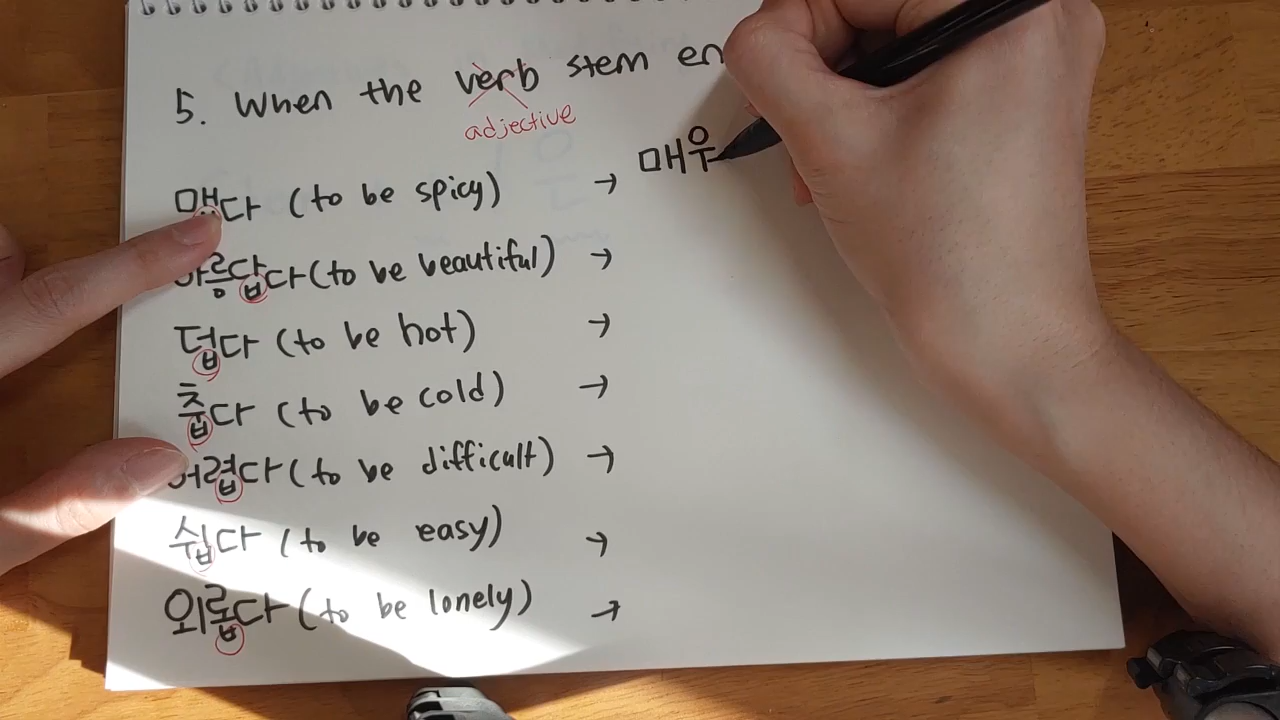 5. When the verb stem en
adjective
맵다 (to be spicy) → 매우
아름답다 (to be beautiful) →
덥다 (to be hot) →
춥다 (to be cold) →
어렵다 (to be difficult) →
쉽다 (to be easy) →
외롭다 (to be lonely) →